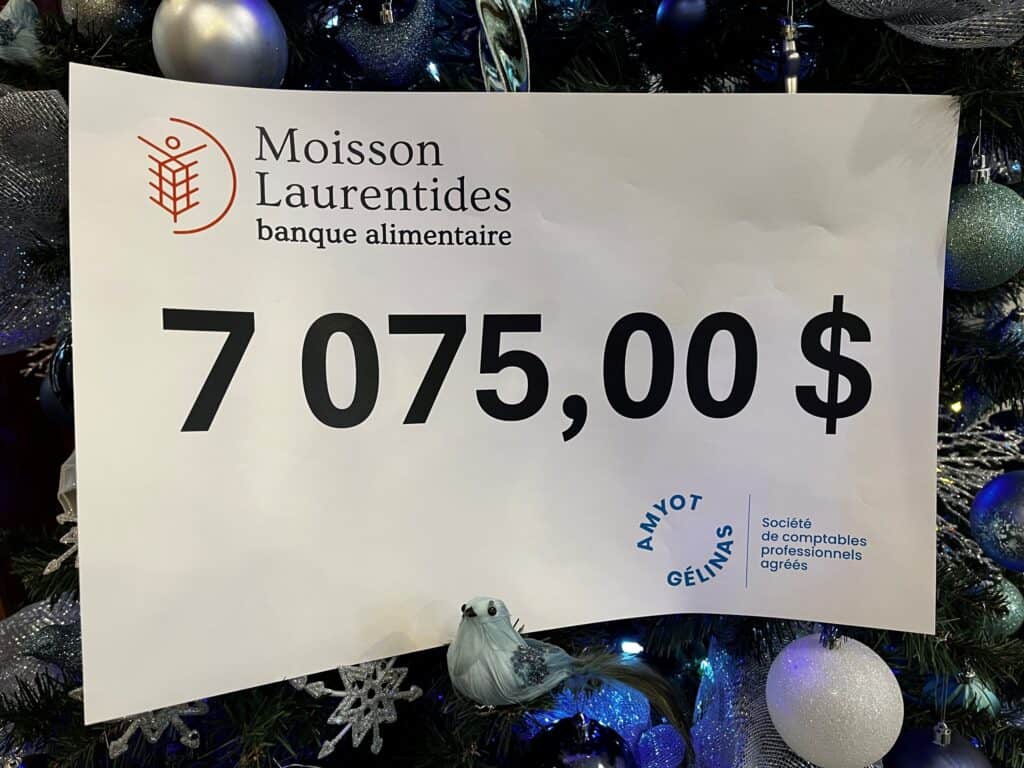 Moisson
Laurentides
banque alimentaire
7 075,00 $
AMYOT
GÉLINAS
Société
de comptables
professionnels
agréés